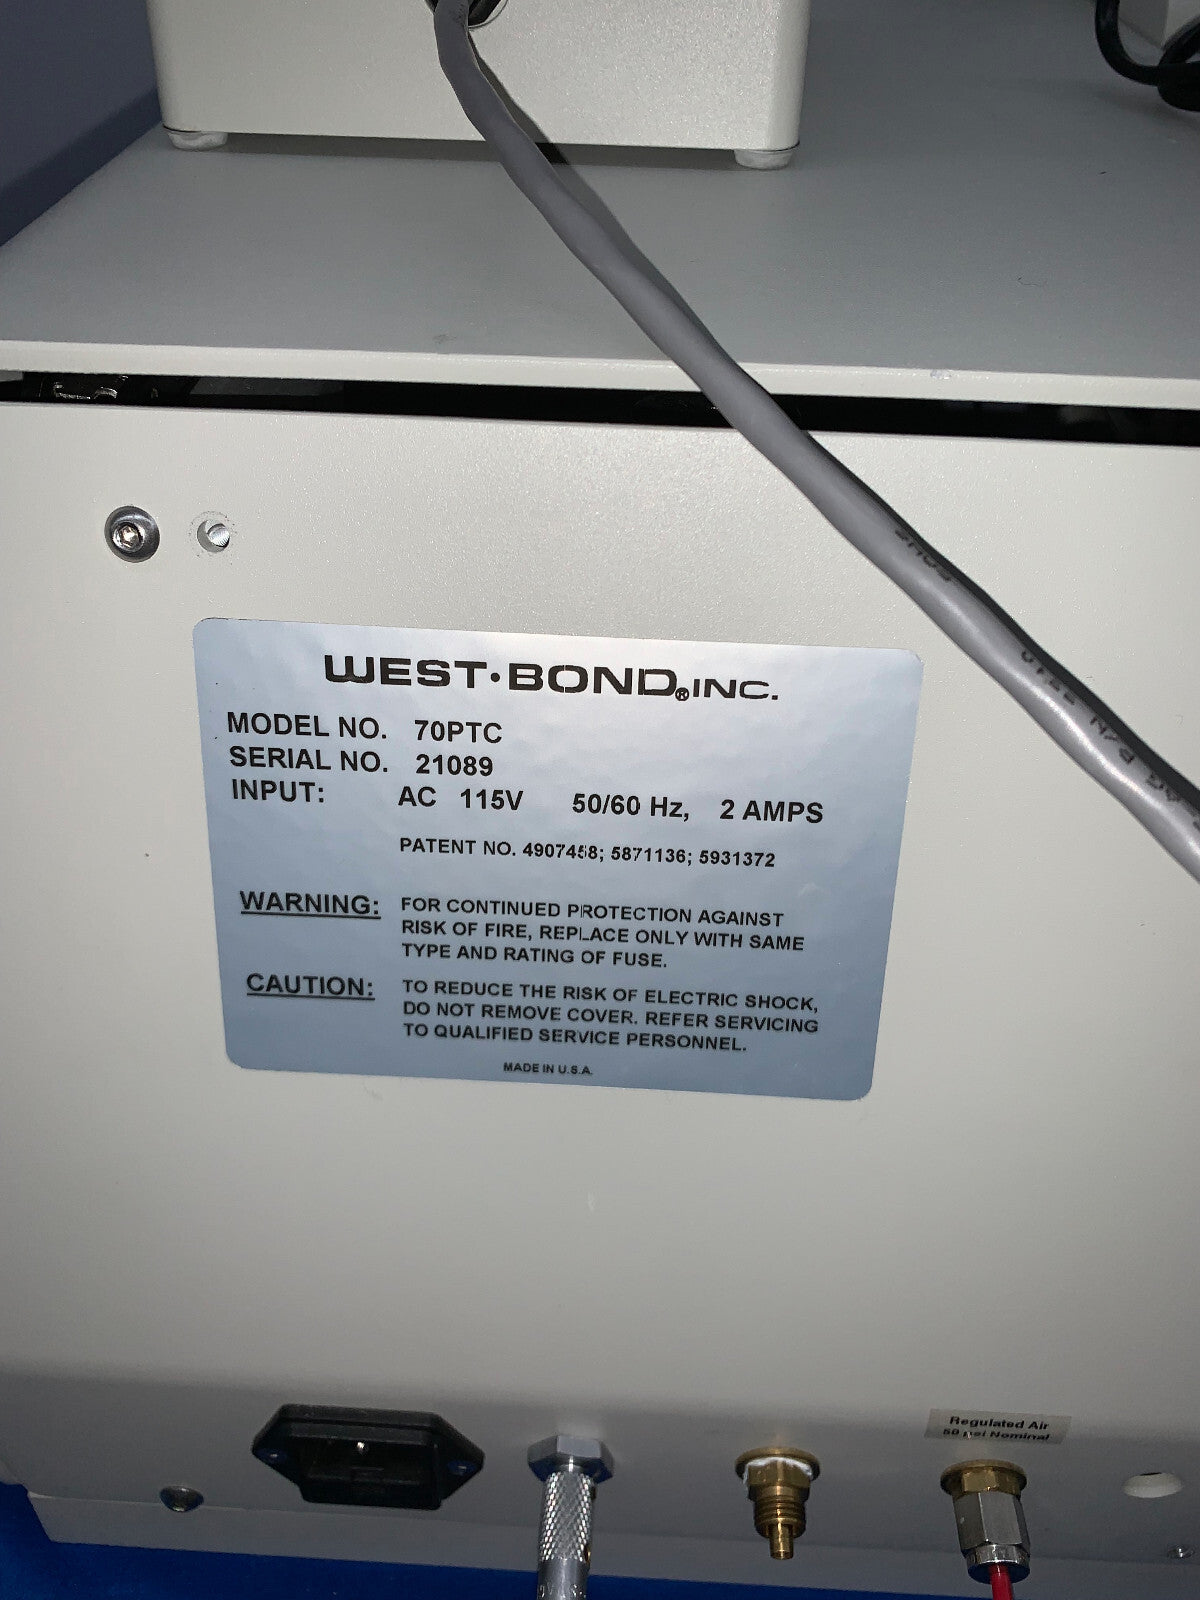 WEST·BOND® INC.
MODEL NO. 70PTC
SERIAL NO. 21089
INPUT: AC 115V 50/60 Hz, 2 AMPS
PATENT NO. 4907458; 5871136; 5931372
WARNING: FOR CONTINUED PROTECTION AGAINST
RISK OF FIRE, REPLACE ONLY WITH SAME
TYPE AND RATING OF FUSE.
CAUTION: TO REDUCE THE RISK OF ELECTRIC SHOCK,
DO NOT REMOVE COVER. REFER SERVICING
TO QUALIFIED SERVICE PERSONNEL.
MADE IN U.S.A.
Regulated Air
50 psi Nominal